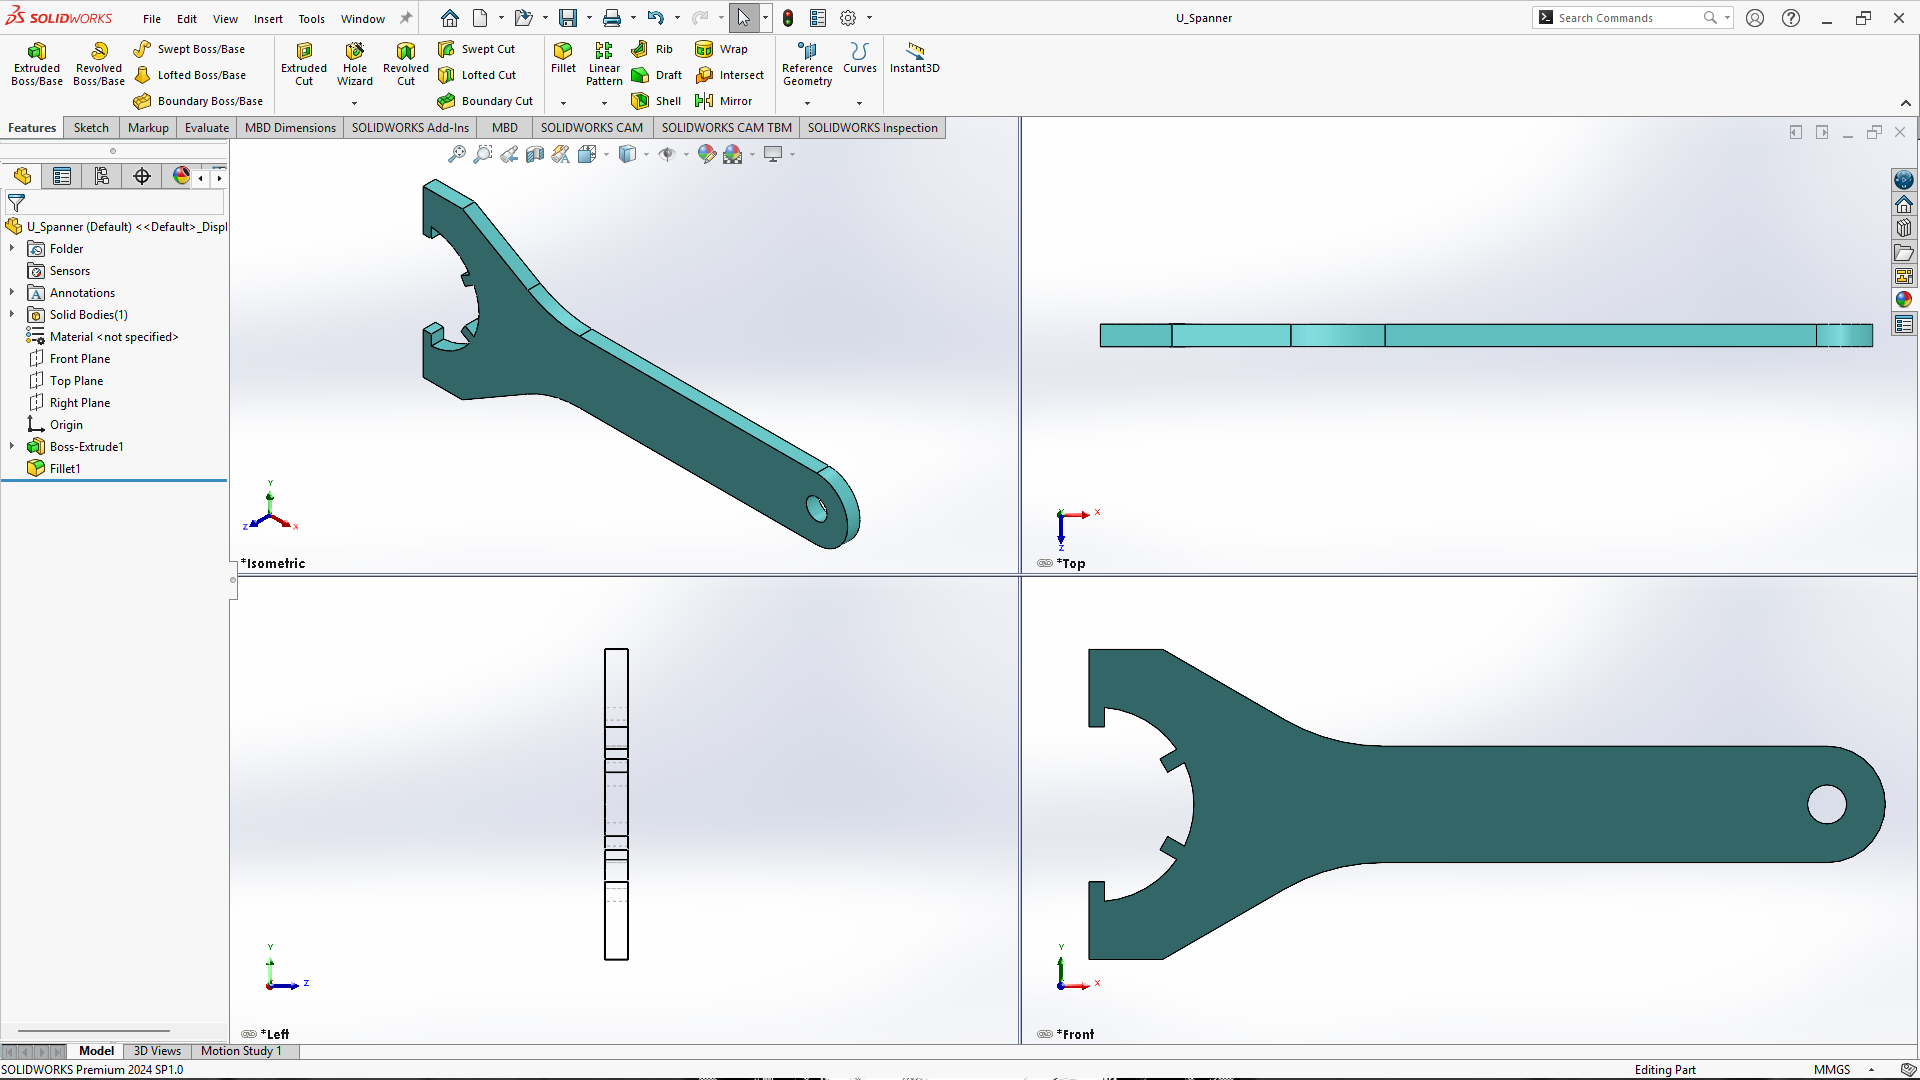 SOLIDWORKS File Edit View Insert Tools Window U_Spanner Search Commands
Extruded Boss/Base
Revolved Boss/Base
Swept Boss/Base
Lofted Boss/Base
Boundary Boss/Base
Extruded Cut
Hole Wizard
Revolved Cut
Swept Cut
Lofted Cut
Boundary Cut
Fillet
Linear Pattern
Rib
Draft
Shell
Wrap
Intersect
Mirror
Reference Geometry
Curves
Instant3D
Features Sketch Markup Evaluate MBD Dimensions SOLIDWORKS Add-Ins MBD SOLIDWORKS CAM SOLIDWORKS CAM TBM SOLIDWORKS Inspection
U_Spanner (Default) <<Default>_Displ
Folder
Sensors
Annotations
Solid Bodies(1)
Material <not specified>
Front Plane
Top Plane
Right Plane
Origin
Boss-Extrude1
Fillet1
Y
Z X
*Isometric
Y X
Z
*Top
Y
Z
*Left
Y
X
*Front
Model 3D Views Motion Study 1
SOLIDWORKS Premium 2024 SP1.0 Editing Part MMGS